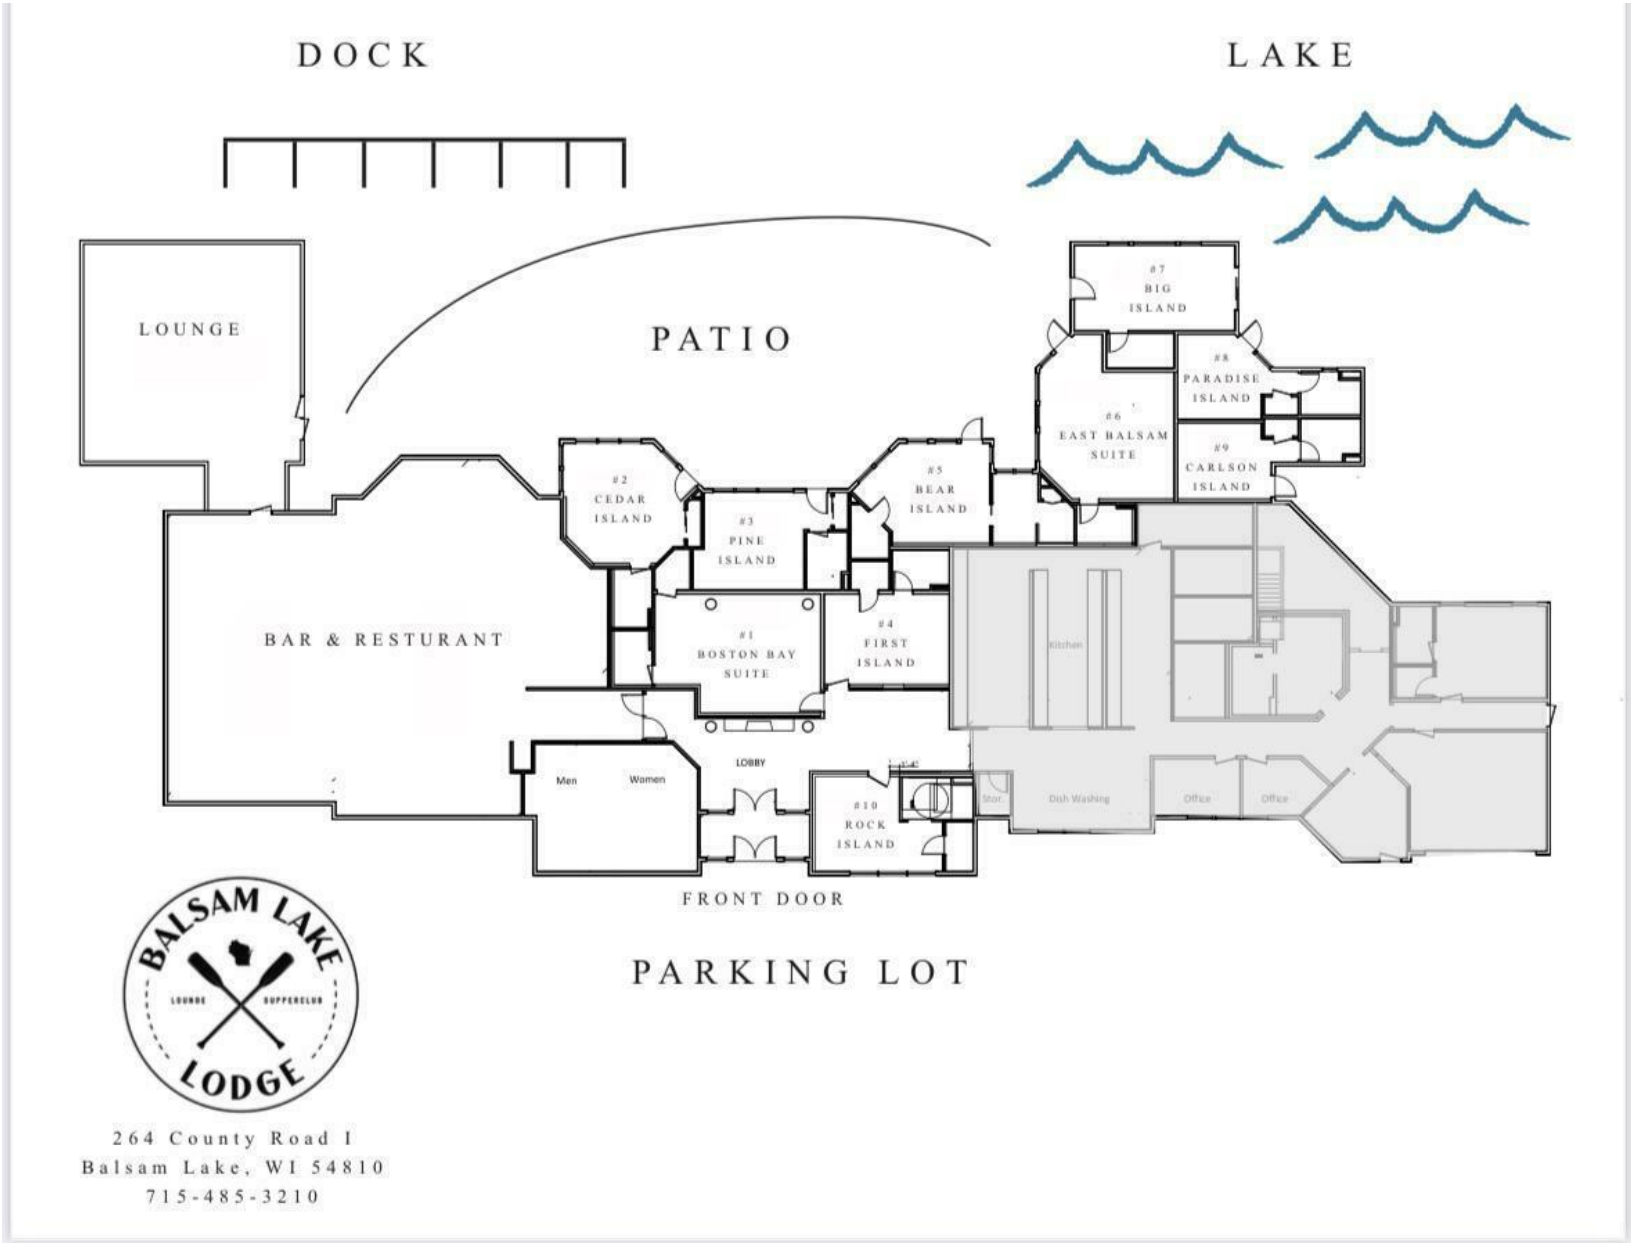 DOCK
LAKE
LOUNGE
PATIO
#7
BIG
ISLAND
#8
PARADISE
ISLAND
#6
EAST BALSAM
SUITE
#9
CARLSON
ISLAND
#5
BEAR
ISLAND
#2
CEDAR
ISLAND
#3
PINE
ISLAND
BAR & RESTURANT
#1
BOSTON BAY
SUITE
#4
FIRST
ISLAND
Kitchen
Men
Women
LOBBY
#10
ROCK
ISLAND
Stor.
Dish Washing
Office
Office
FRONT DOOR
PARKING LOT
BALSAM LAKE
LOUNGE
SUPPERCLUB
LODGE
264 County Road I
Balsam Lake, WI 54810
715-485-3210